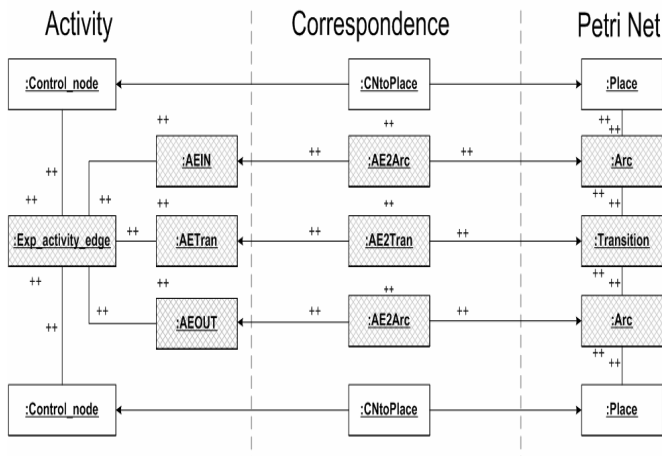 Activity Correspondence Petri Net
:Control_node :CNtoPlace :Place
++ ++ ++ ++
:AEIN ++ ++ :AE2Arc ++ ++ :Arc
++ ++ ++ ++
++ ++ ++ ++
:Exp_activity_edge ++ :AETran ++ :AE2Tran ++ :Transition
++ ++ ++ ++ ++
++ ++ :AEOUT ++ :AE2Arc ++ :Arc
++ ++
:Control_node :CNtoPlace :Place